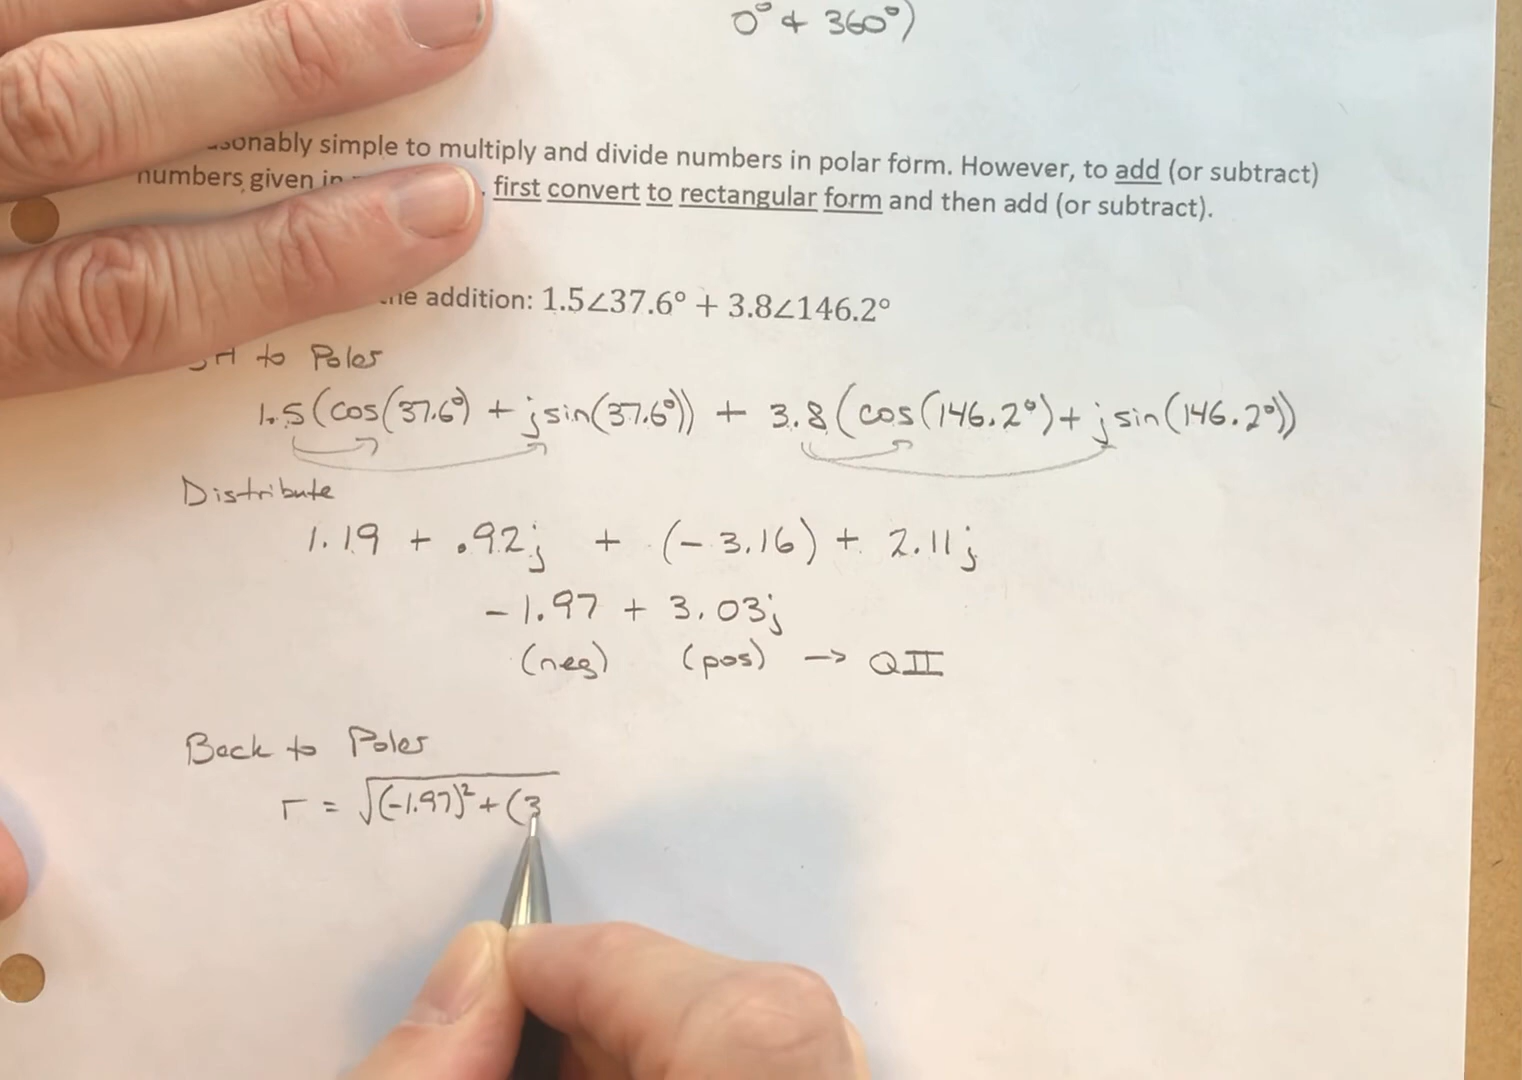 0° & 360°)
simple to multiply and divide numbers in polar form. However, to add (or subtract)
numbers given in first convert to rectangular form and then add (or subtract).
addition: 1.5∠37.6° + 3.8∠146.2°
to Polar
1.5(cos(37.6°) + jsin(37.6°)) + 3.8(cos(146.2°) + jsin(146.2°))
Distribute
1.19 + .92j + (-3.16) + 2.11j
-1.97 + 3.03j
(neg) (pos) -> QII
Back to Polar
r = √(-1.97)² + (3